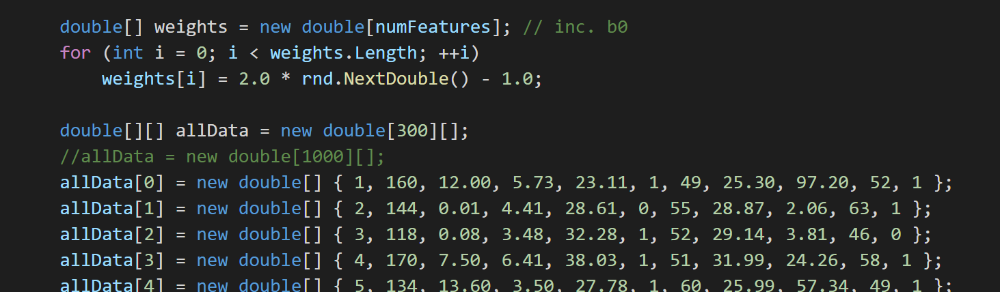 double[] weights = new double[numFeatures]; // inc. b0
for (int i = 0; i < weights.Length; ++i)
weights[i] = 2.0 * rnd.NextDouble() - 1.0;
double[][] allData = new double[300][];
//allData = new double[1000][];
allData[0] = new double[] { 1, 160, 12.00, 5.73, 23.11, 1, 49, 25.30, 97.20, 52, 1 };
allData[1] = new double[] { 2, 144, 0.01, 4.41, 28.61, 0, 55, 28.87, 2.06, 63, 1 };
allData[2] = new double[] { 3, 118, 0.08, 3.48, 32.28, 1, 52, 29.14, 3.81, 46, 0 };
allData[3] = new double[] { 4, 170, 7.50, 6.41, 38.03, 1, 51, 31.99, 24.26, 58, 1 };
allData[4] = new double[] { 5, 134, 13.60, 3.50, 27.78, 1, 60, 25.99, 57.34, 49, 1 };